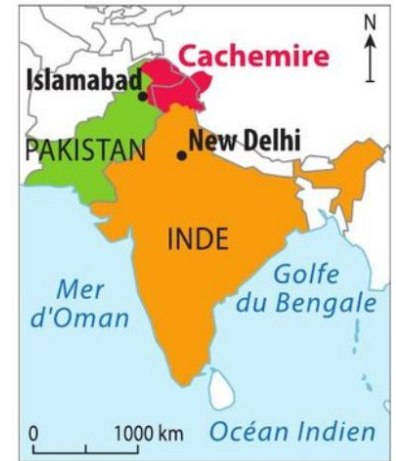 N
Cachemire
Islamabad
PAKISTAN
New Delhi
INDE
Mer
d'Oman
Golfe
du Bengale
0 1000 km
Océan Indien